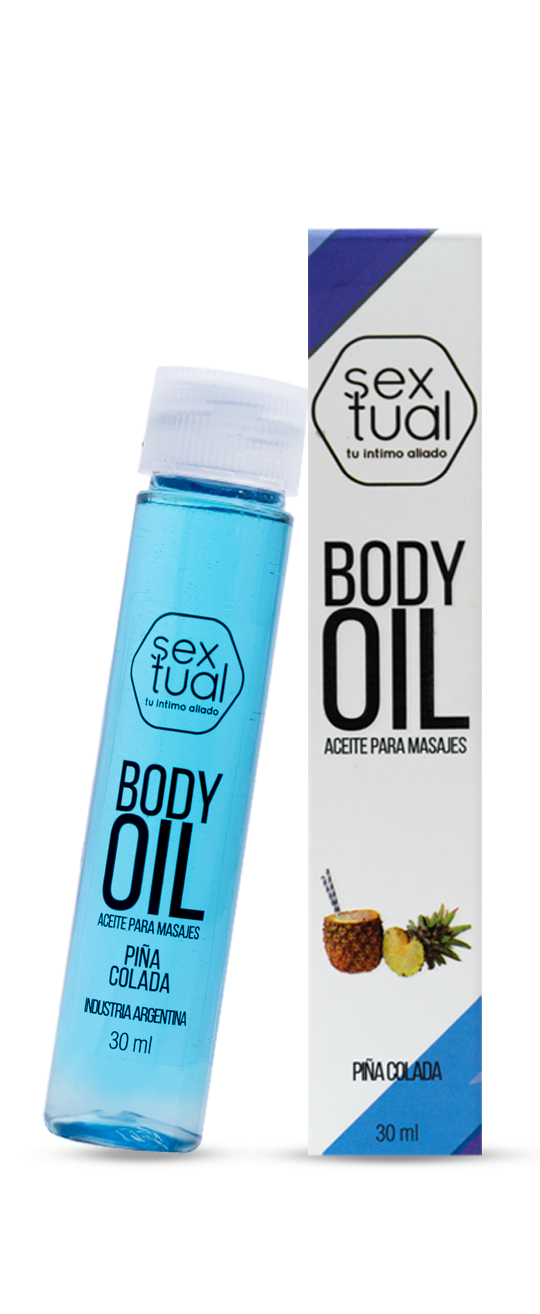 sex
tual
tu intimo aliado
BODY
OIL
ACEITE PARA MASAJES
PIÑA
COLADA
INDUSTRIA ARGENTINA
30 ml
sex
tual
tu intimo aliado
BODY
OIL
ACEITE PARA MASAJES
PIÑA COLADA
30 ml